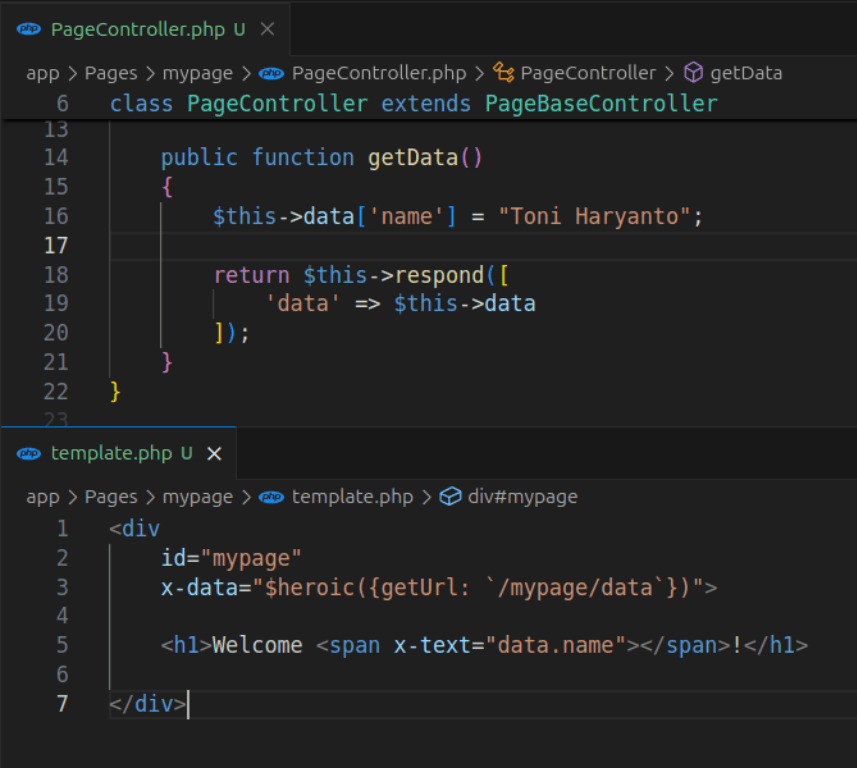 php PageController.php U ×
app > Pages > mypage > php PageController.php > PageController > getData
6 class PageController extends PageBaseController
13
14 public function getData()
15 {
16 $this->data['name'] = "Toni Haryanto";
17
18 return $this->respond([
19 'data' => $this->data
20 ]);
21 }
22 }
23
php template.php U ×
app > Pages > mypage > php template.php > div#mypage
1 <div
2 id="mypage"
3 x-data="$heroic({getUrl: `/mypage/data`})">
4
5 <h1>Welcome <span x-text="data.name"></span>!</h1>
6
7 </div>